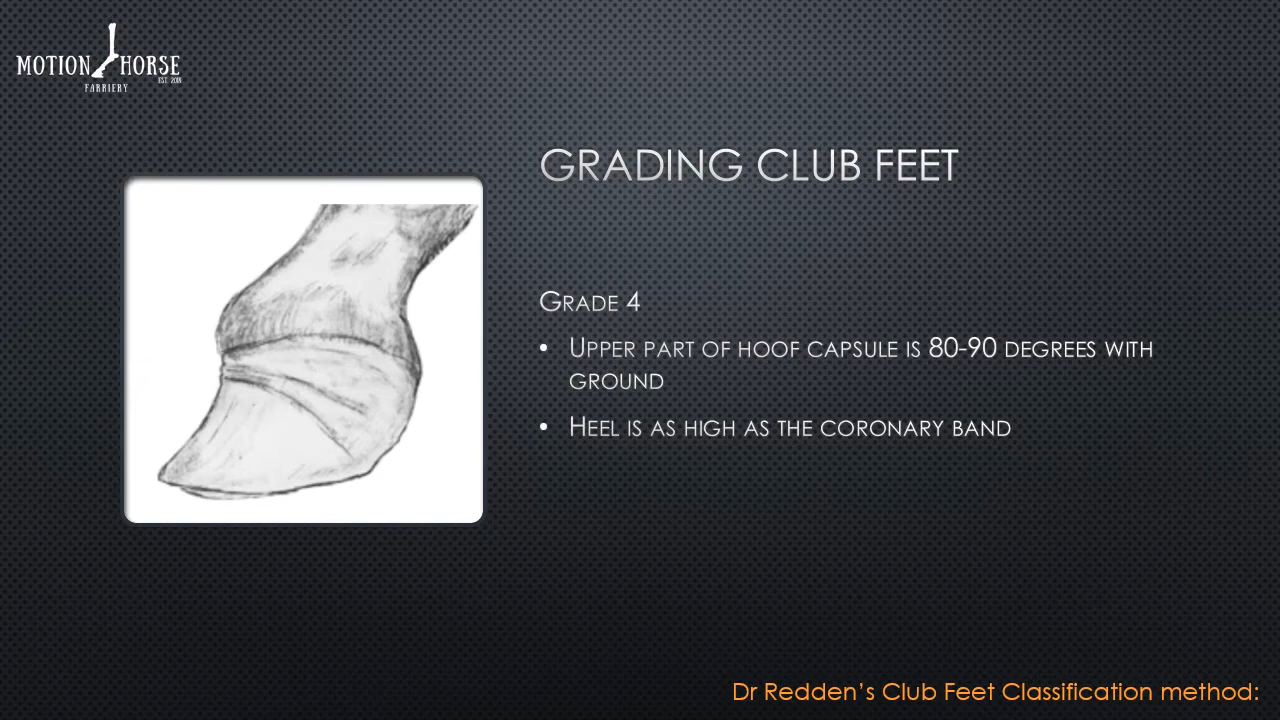 MOTION HORSE
EST. 2018
FARRIERY
GRADING CLUB FEET
GRADE 4
• UPPER PART OF HOOF CAPSULE IS 80-90 DEGREES WITH
GROUND
• HEEL IS AS HIGH AS THE CORONARY BAND
Dr Redden's Club Feet Classification method: